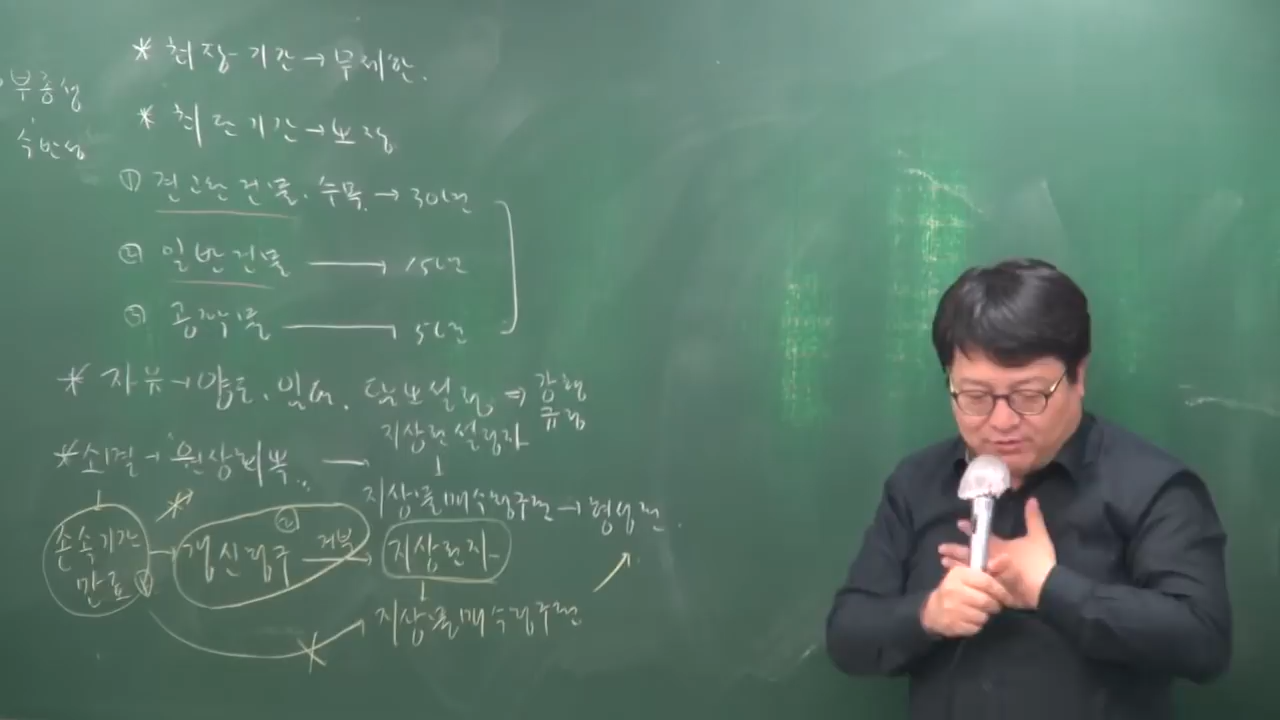 * 최장기간 → 무제한.
부종성
수반성
* 최단기간 → 보장
① 견고한 건물. 수목. → 30년
② 일반건물 → 15년
③ 공작물 → 5년
* 자유 → 양도. 임대. 담보설정 ⇒ 강행규정
지상권설정자
* 소멸 → 원상회복.. →
지상물매수청구권 → 형성권.
존속기간만료 ① → 갱신청구 ② 거부 → 지상권자
지상물매수청구권